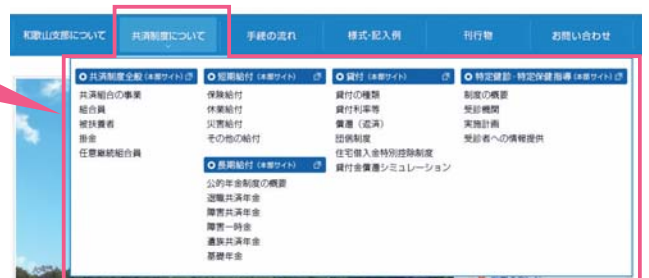 和歌山支部について 共済制度について 手続の流れ 様式・記入例 刊行物 お問い合わせ
共済制度全般(本部サイト)
共済組合の事業
組合員
被扶養者
掛金
任意継続組合員
短期給付(本部サイト)
保険給付
休業給付
災害給付
その他の給付
長期給付(本部サイト)
公的年金制度の概要
退職共済年金
障害共済年金
障害一時金
遺族共済年金
基礎年金
貸付(本部サイト)
貸付の種類
貸付利率等
償還(返済)
団信制度
住宅借入金特別控除制度
貸付金償還シミュレーション
特定健診・特定保健指導(本部サイト)
制度の概要
受診機関
実施計画
受診者への情報提供